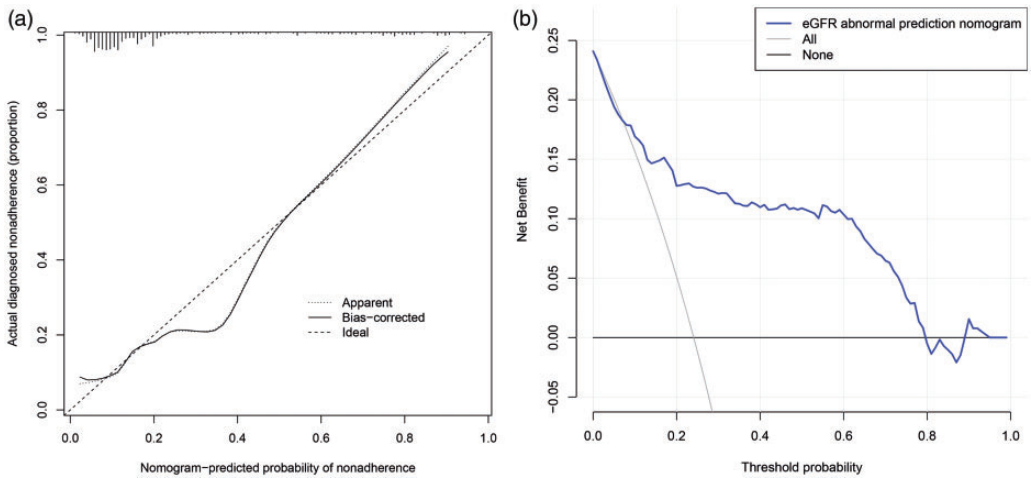 (a)
Actual diagnosed nonadherence (proportion)
1.0
0.8
0.6
0.4
0.2
0.0
Apparent
Bias−corrected
Ideal
0.0 0.2 0.4 0.6 0.8 1.0
Nomogram−predicted probability of nonadherence
(b)
eGFR abnormal prediction nomogram
All
None
Net Benefit
0.25
0.20
0.15
0.10
0.05
0.00
−0.05
0.0 0.2 0.4 0.6 0.8 1.0
Threshold probability